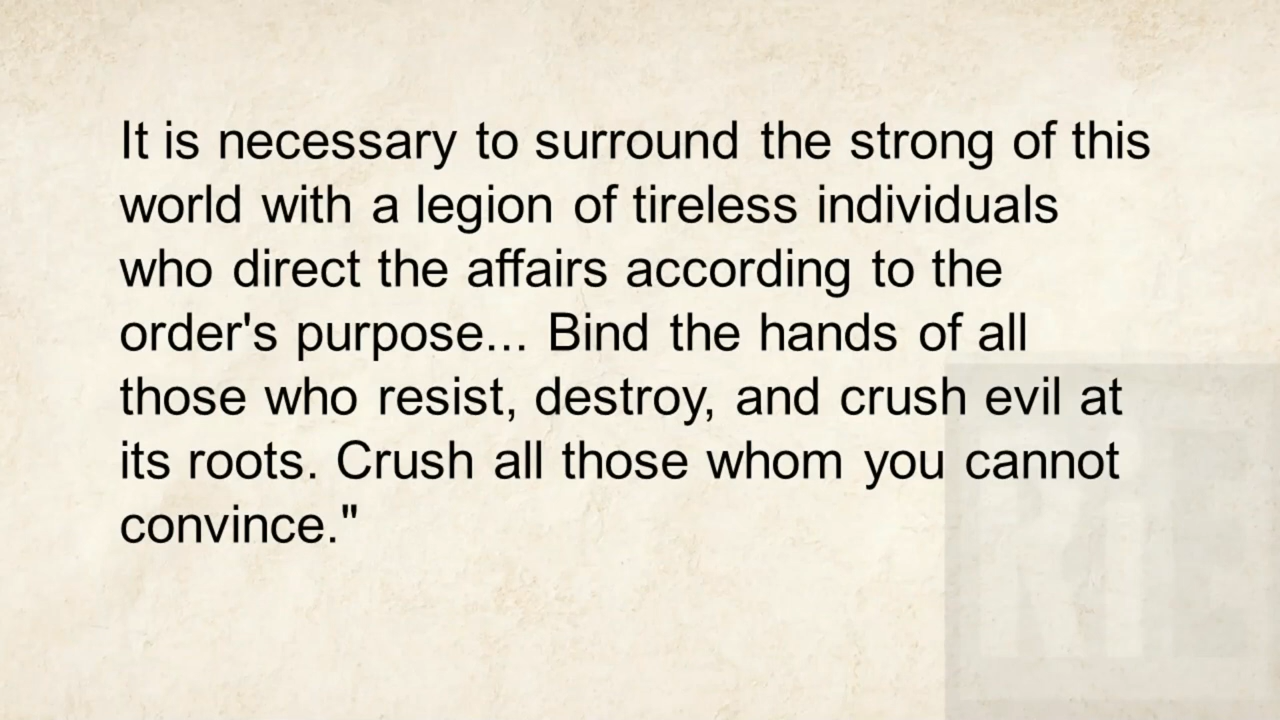 It is necessary to surround the strong of this
world with a legion of tireless individuals
who direct the affairs according to the
order's purpose... Bind the hands of all
those who resist, destroy, and crush evil at
its roots. Crush all those whom you cannot
convince."